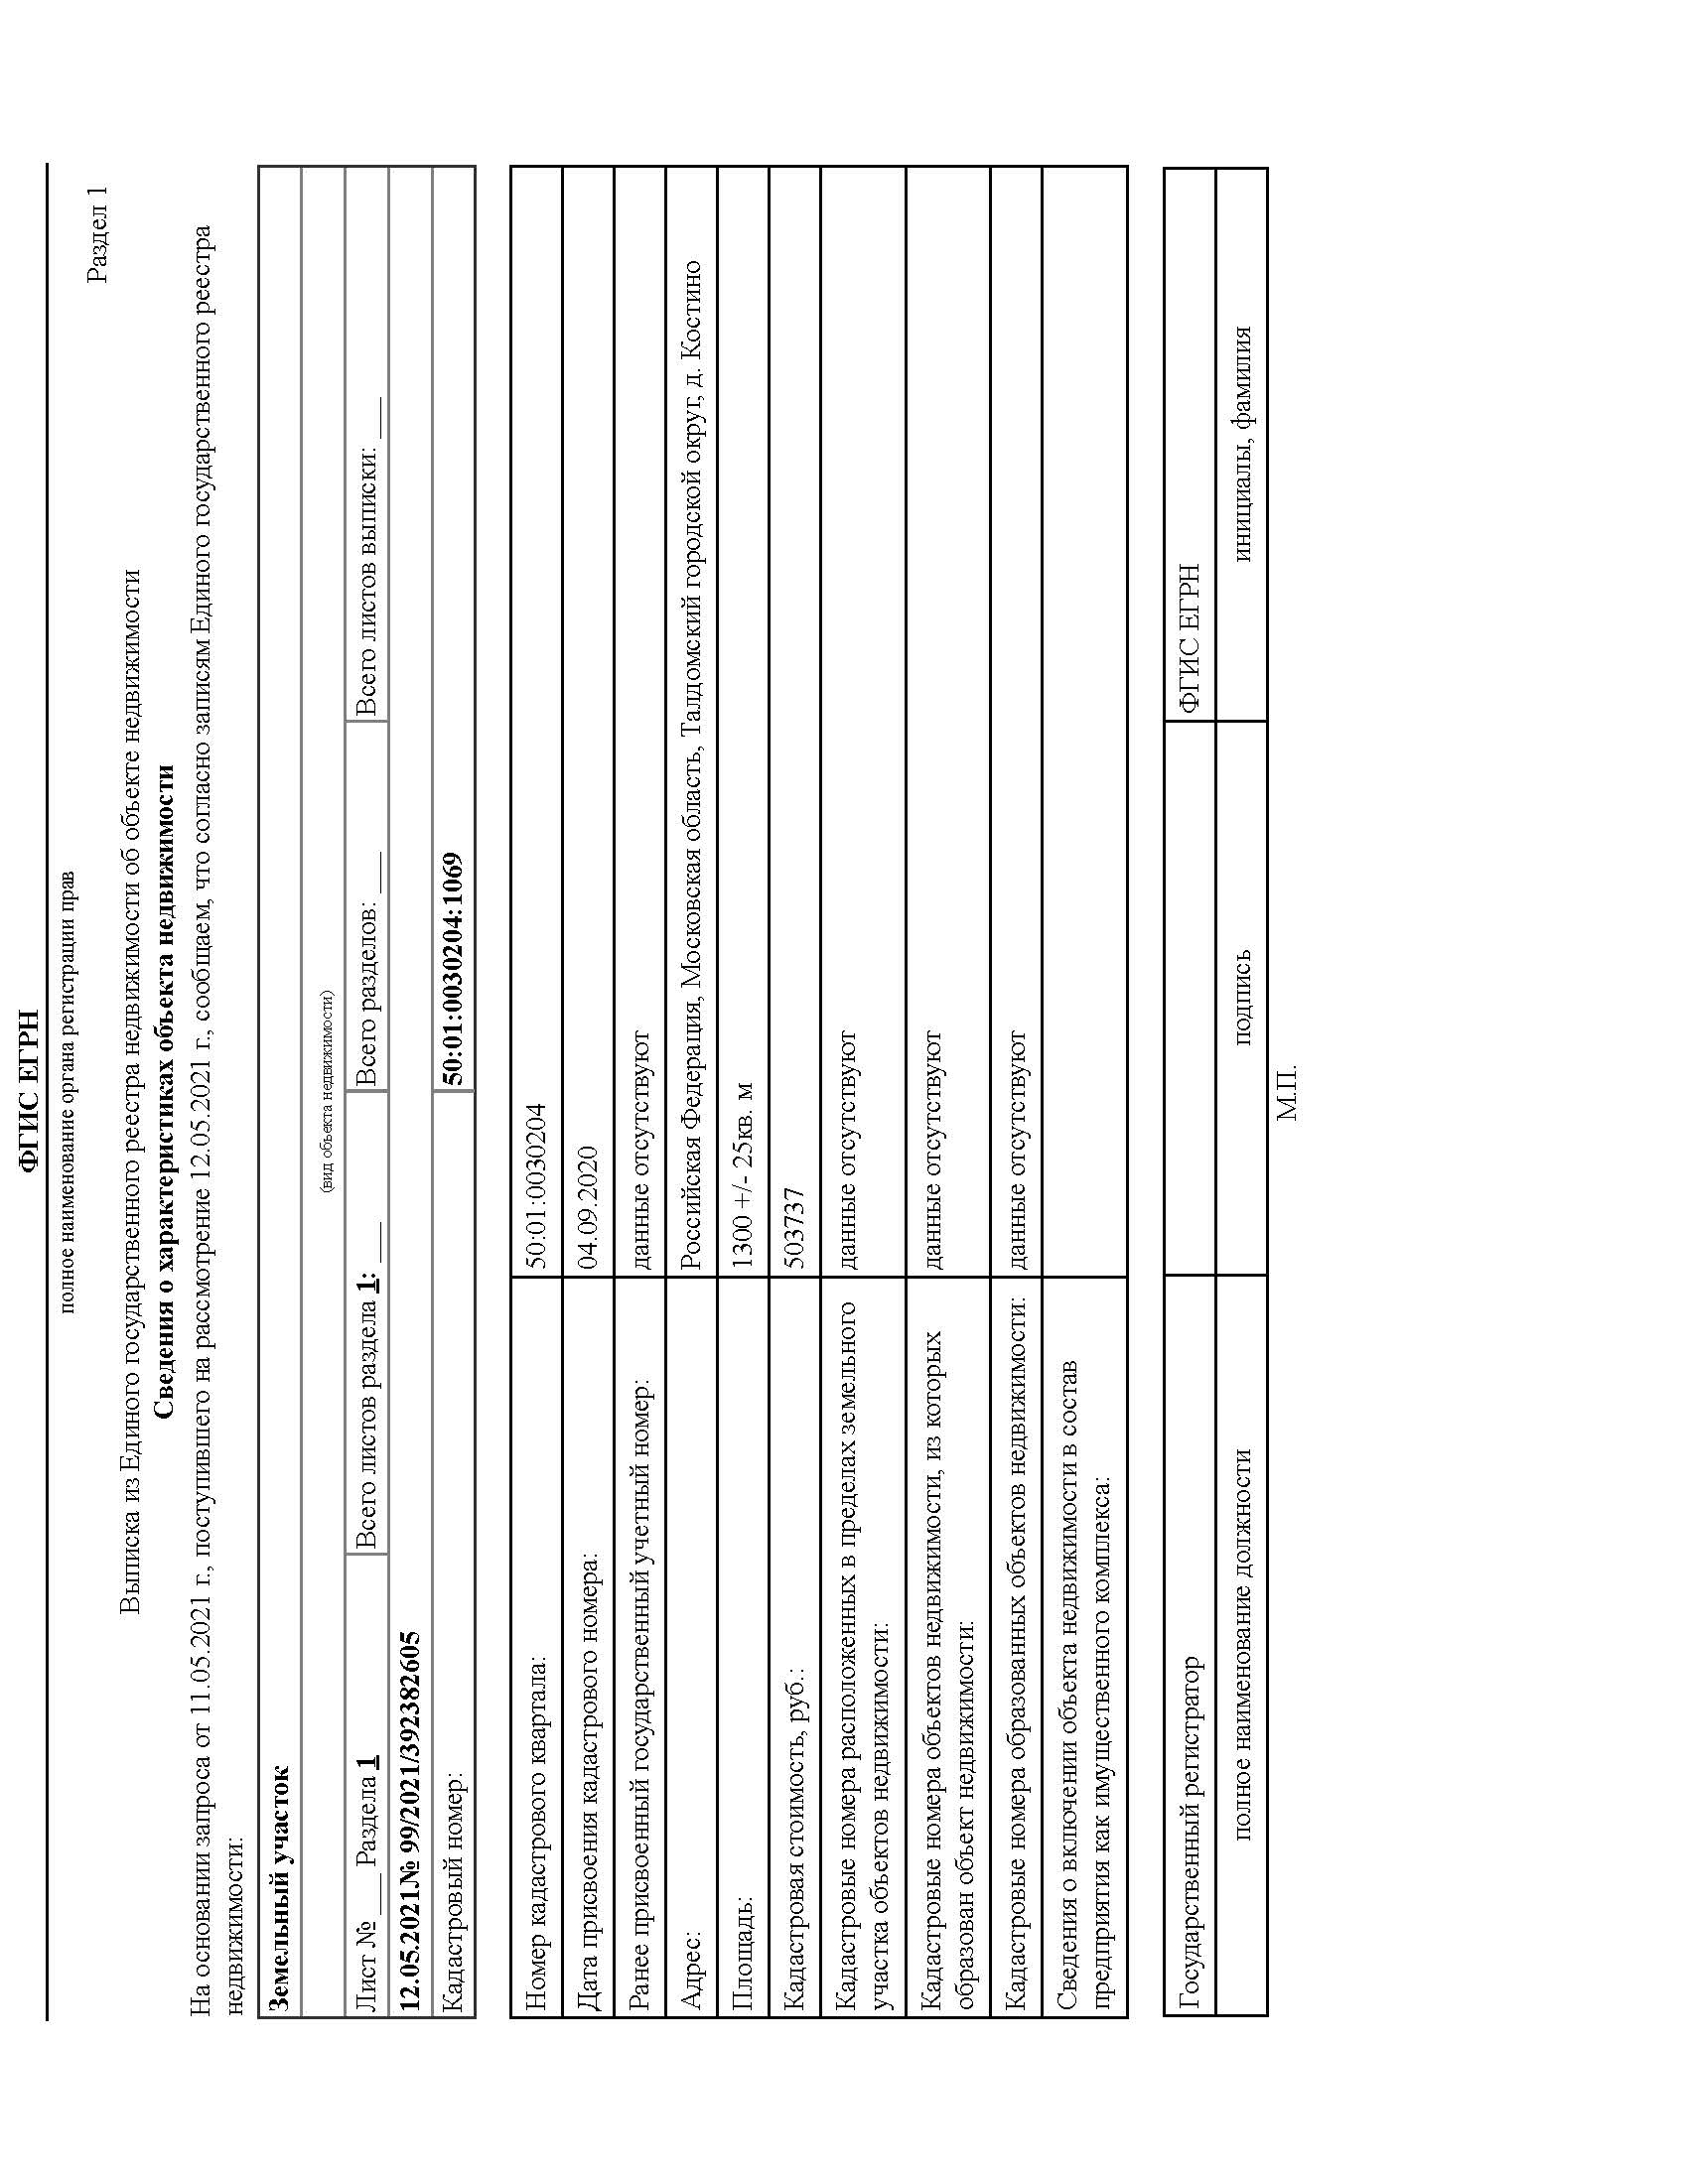 ФГИС ЕГРН
полное наименование органа регистрации прав
Раздел 1
Выписка из Единого государственного реестра недвижимости об объекте недвижимости
Сведения о характеристиках объекта недвижимости
На основании запроса от 11.05.2021 г., поступившего на рассмотрение 12.05.2021 г., сообщаем, что согласно записям Единого государственного реестра
недвижимости:
Земельный участок
(вид объекта недвижимости)
Лист № ___ Раздела 1 Всего листов раздела 1: ___ Всего разделов: ___ Всего листов выписки: ___
12.05.2021№ 99/2021/392382605
Кадастровый номер: 50:01:0030204:1069
Номер кадастрового квартала: 50:01:0030204
Дата присвоения кадастрового номера: 04.09.2020
Ранее присвоенный государственный учетный номер: данные отсутствуют
Адрес: Российская Федерация, Московская область, Талдомский городской округ, д. Костино
Площадь: 1300 +/- 25кв. м
Кадастровая стоимость, руб.: 503737
Кадастровые номера расположенных в пределах земельного данные отсутствуют
участка объектов недвижимости:
Кадастровые номера объектов недвижимости, из которых данные отсутствуют
образован объект недвижимости:
Кадастровые номера образованных объектов недвижимости: данные отсутствуют
Сведения о включении объекта недвижимости в состав
предприятия как имущественного комплекса:
Государственный регистратор ФГИС ЕГРН
полное наименование должности подпись инициалы, фамилия
М.П.